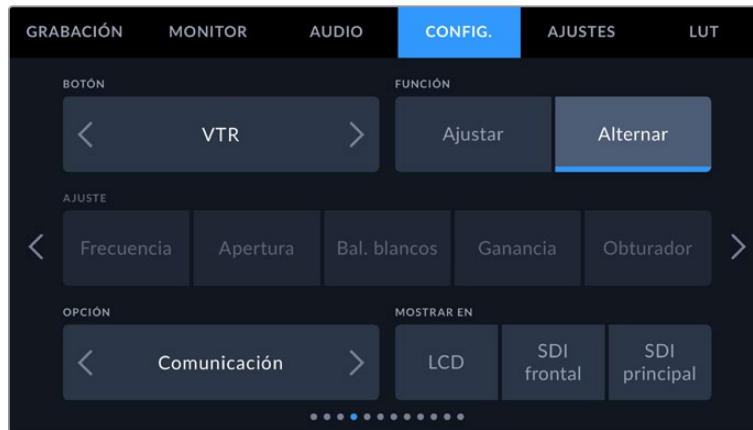 GRABACIÓN MONITOR AUDIO CONFIG. AJUSTES LUT
BOTÓN FUNCIÓN
VTR Ajustar Alternar
AJUSTE
Frecuencia Apertura Bal. blancos Ganancia Obturador
OPCIÓN MOSTRAR EN
Comunicación LCD SDI frontal SDI principal